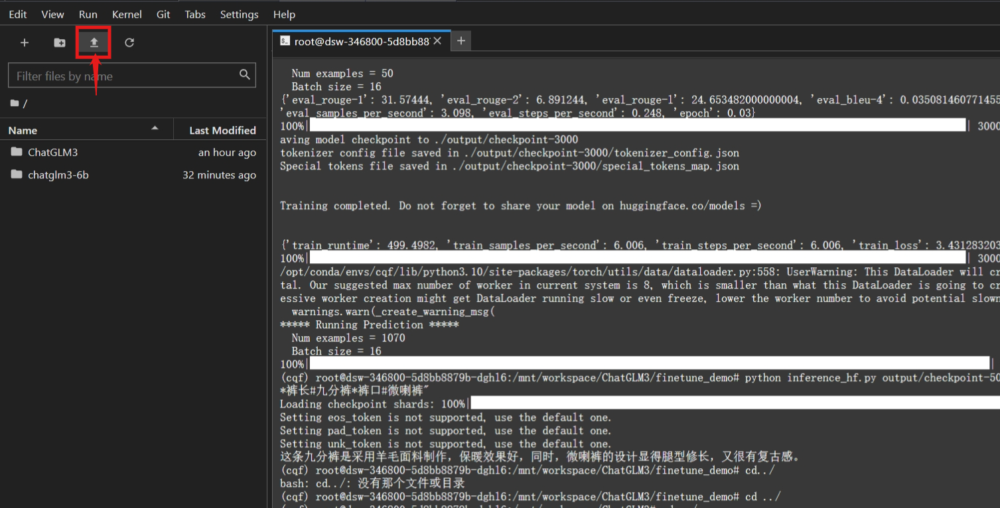 Edit View Run Kernel Git Tabs Settings Help
root@dsw-346800-5d8bb88
Filter files by name
/
Name Last Modified
ChatGLM3 an hour ago
chatglm3-6b 32 minutes ago
Num examples = 50
Batch size = 16
{'eval_rouge-1': 31.57444, 'eval_rouge-2': 6.891244, 'eval_rouge-l': 24.653482000000004, 'eval_bleu-4': 0.035081460771455
'eval_samples_per_second': 3.098, 'eval_steps_per_second': 0.248, 'epoch': 0.03}
100%| | 3000
aving model checkpoint to ./output/checkpoint-3000
tokenizer config file saved in ./output/checkpoint-3000/tokenizer_config.json
Special tokens file saved in ./output/checkpoint-3000/special_tokens_map.json
Training completed. Do not forget to share your model on huggingface.co/models =)
{'train_runtime': 499.4982, 'train_samples_per_second': 6.006, 'train_steps_per_second': 6.006, 'train_loss': 3.431283203
100%| | 3000
/opt/conda/envs/cqf/lib/python3.10/site-packages/torch/utils/data/dataloader.py:558: UserWarning: This DataLoader will cr
tal. Our suggested max number of worker in current system is 8, which is smaller than what this DataLoader is going to cr
essive worker creation might get DataLoader running slow or even freeze, lower the worker number to avoid potential slown
warnings.warn(_create_warning_msg(
***** Running Prediction *****
Num examples = 1070
Batch size = 16
100%| |
(cqf) root@dsw-346800-5d8bb8879b-dghl6:/mnt/workspace/ChatGLM3/finetune_demo# python inference_hf.py output/checkpoint-50
*裤长#九分裤*裤口#微喇裤"
Loading checkpoint shards: 100%|
Setting eos_token is not supported, use the default one.
Setting pad_token is not supported, use the default one.
Setting unk_token is not supported, use the default one.
这条九分裤是采用羊毛面料制作，保暖效果好，同时，微喇裤的设计显得腿型修长，又很有复古感。
(cqf) root@dsw-346800-5d8bb8879b-dghl6:/mnt/workspace/ChatGLM3/finetune_demo# cd../
bash: cd../: 没有那个文件或目录
(cqf) root@dsw-346800-5d8bb8879b-dghl6:/mnt/workspace/ChatGLM3/finetune_demo# cd ../